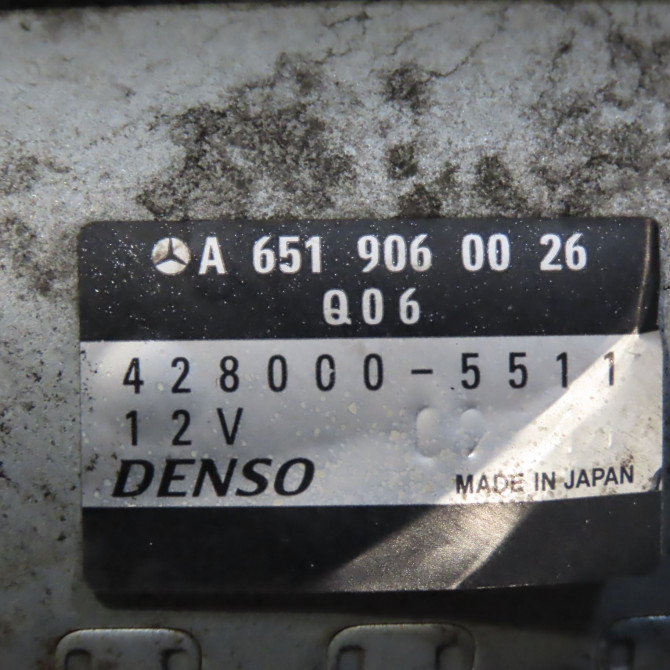 A 651 906 00 26
Q06
428000-5511
12V
DENSO
MADE IN JAPAN